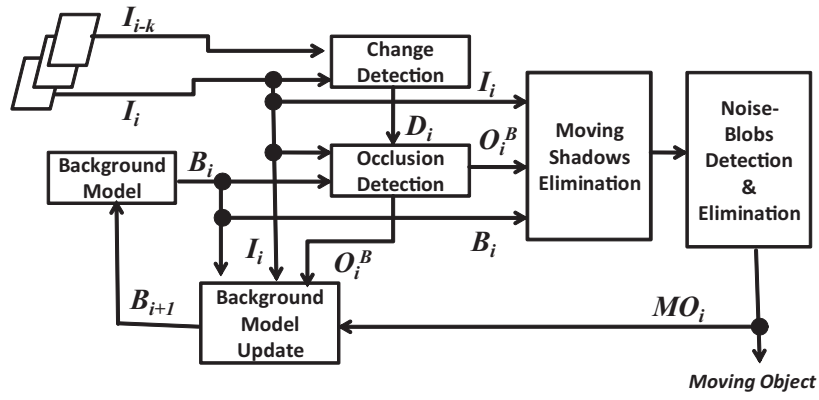 I_{i-k}
Change
Detection
I_i
I_i
D_i
Moving
Shadows
Elimination
Noise-
Blobs
Detection
&
Elimination
Background
Model
B_i
Occlusion
Detection
O_i^B
B_i
I_i
O_i^B
B_{i+1}
Background
Model
Update
MO_i
Moving Object